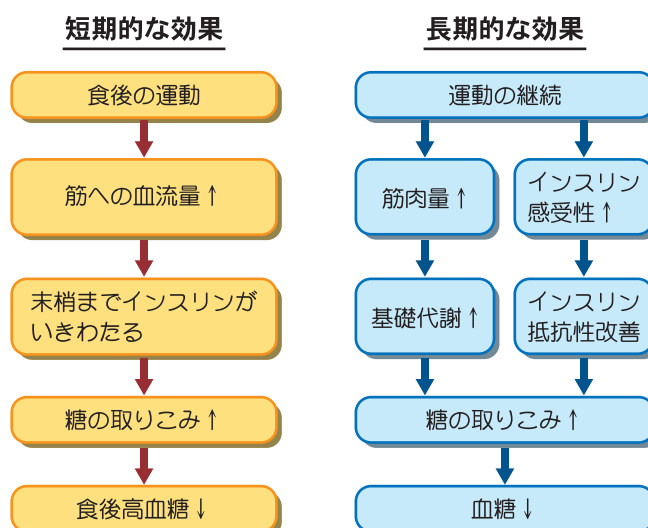 短期的な効果
食後の運動
筋への血流量↑
末梢までインスリンが
いきわたる
糖の取りこみ↑
食後高血糖↓
長期的な効果
運動の継続
筋肉量↑
インスリン
感受性↑
基礎代謝↑
インスリン
抵抗性改善
糖の取りこみ↑
血糖↓